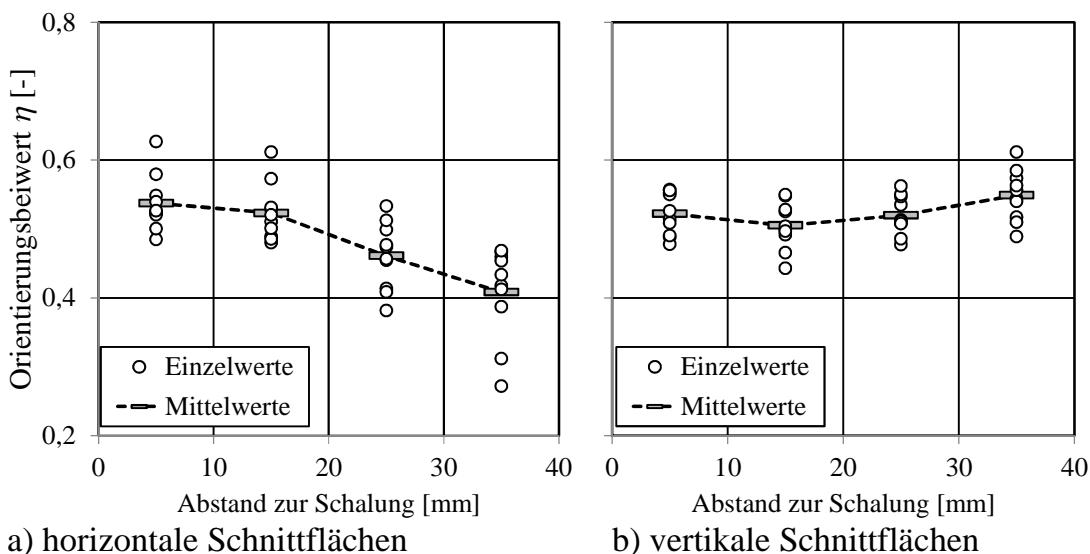 Orientierungsbeiwert η [-]
0,8
0,6
0,4
0,2
Einzelwerte
Mittelwerte
0 10 20 30 40
Abstand zur Schalung [mm]
a) horizontale Schnittflächen
Einzelwerte
Mittelwerte
0 10 20 30 40
Abstand zur Schalung [mm]
b) vertikale Schnittflächen